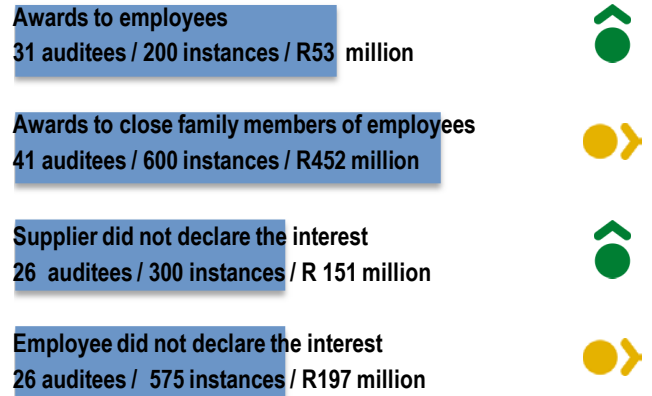 Awards to employees
31 auditees / 200 instances / R53 million
Awards to close family members of employees
41 auditees / 600 instances / R452 million
Supplier did not declare the interest
26 auditees / 300 instances / R 151 million
Employee did not declare the interest
26 auditees / 575 instances / R197 million